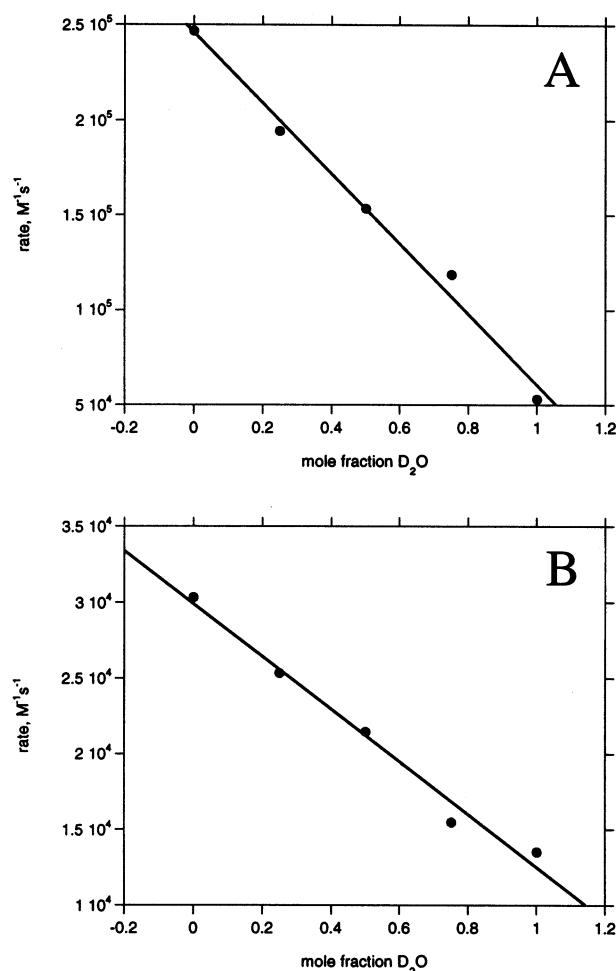 A
2.5 10⁵
2 10⁵
1.5 10⁵
1 10⁵
5 10⁴
rate, M⁻¹s⁻¹
-0.2 0 0.2 0.4 0.6 0.8 1 1.2
mole fraction D₂O
B
3.5 10⁴
3 10⁴
2.5 10⁴
2 10⁴
1.5 10⁴
1 10⁴
rate, M⁻¹s⁻¹
-0.2 0 0.2 0.4 0.6 0.8 1 1.2
mole fraction D₂O